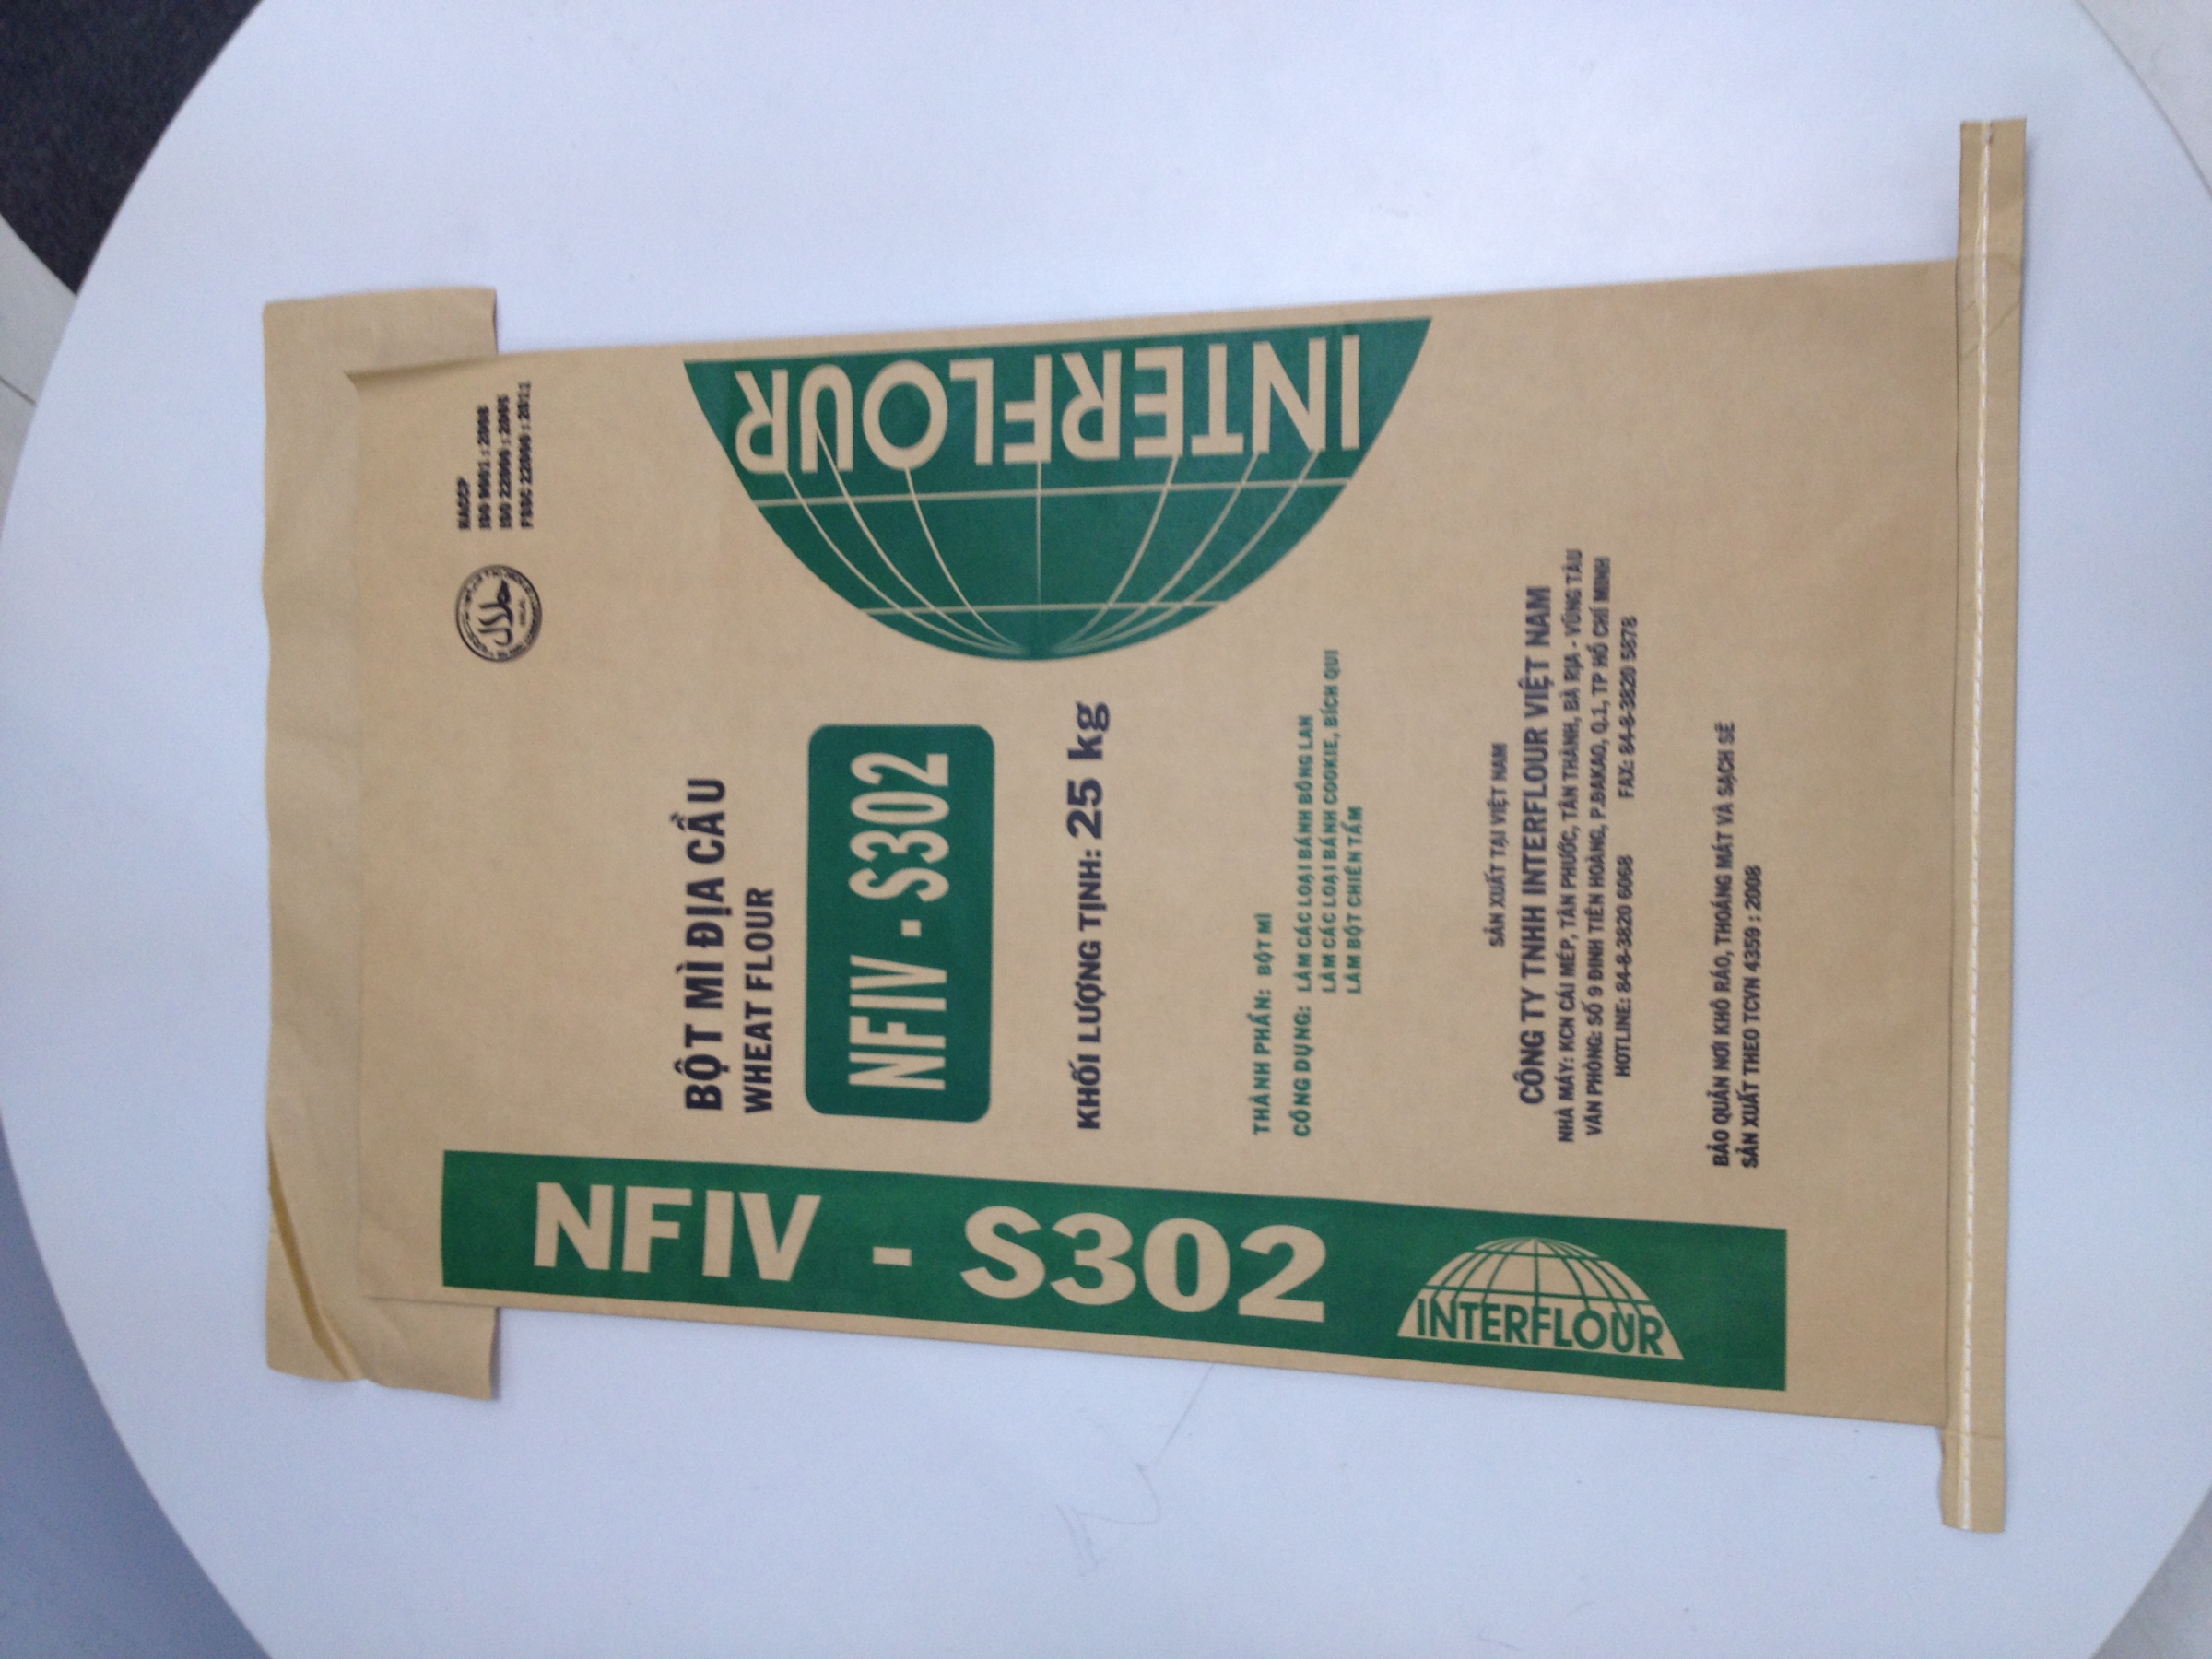 HACCP
ISO 9001 : 2008
ISO 22000 : 2005
FSSC 22000 : 2011
حلال
HALAL
BỘT MÌ ĐỊA CẦU
WHEAT FLOUR
NFIV - S302
INTERFLOUR
KHỐI LƯỢNG TỊNH: 25 kg
THÀNH PHẦN: BỘT MÌ
CÔNG DỤNG: LÀM CÁC LOẠI BÁNH BÔNG LAN
LÀM CÁC LOẠI BÁNH COOKIE, BÍCH QUI
LÀM BỘT CHIÊN TẨM
SẢN XUẤT TẠI VIỆT NAM
CÔNG TY TNHH INTERFLOUR VIỆT NAM
NHÀ MÁY: KCN CÁI MÉP, TÂN PHƯỚC, TÂN THÀNH, BÀ RỊA - VŨNG TÀU
VĂN PHÒNG: SỐ 9 ĐINH TIÊN HOÀNG, P.ĐAKAO, Q.1, TP HỒ CHÍ MINH
HOTLINE: 84-8-3820 6068 FAX: 84-8-3820 5878
BẢO QUẢN NƠI KHÔ RÁO, THOÁNG MÁT VÀ SẠCH SẼ
SẢN XUẤT THEO TCVN 4359 : 2008
NFIV - S302
INTERFLOUR